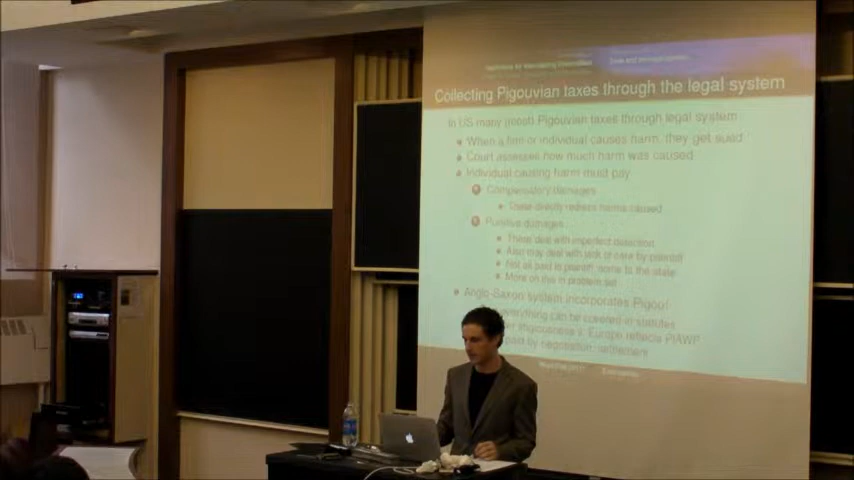 Collecting Pigouvian taxes through the legal system
In US many (most) Pigouvian taxes through legal system
When a firm or individual causes harm, they get sued
Court assesses how much harm was caused
Individual causing harm must pay
1 Compensatory damages
These directly redress harms caused
2 Punitive damages
These deal with imperfect detection
Also may deal with lack of care by plaintiff
Not all paid to plaintiff, some to the state
More on this in problem set
Anglo-Saxon system incorporates Pigou!
everything can be covered in statutes
Europe reflects
by negotiation, settlement